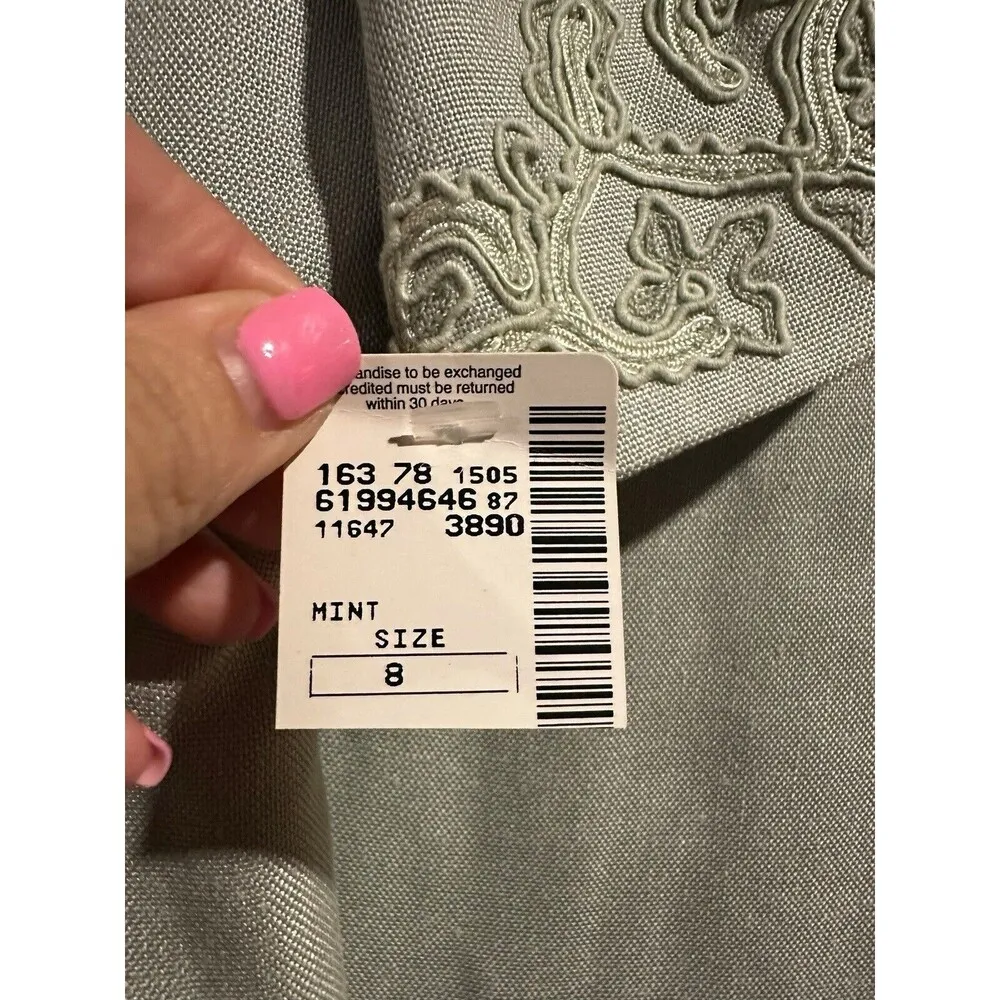 andise to be exchanged
credited must be returned
within 30 days
163 78 1505
61994646 87
11647 3890
MINT
SIZE
8